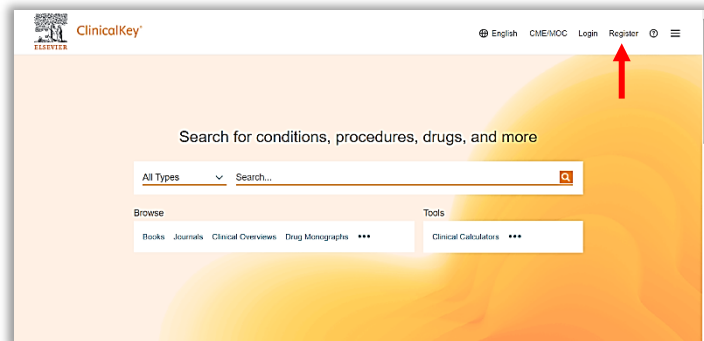 ELSEVIER
ClinicalKey®
English CME/MOC Login Register
Search for conditions, procedures, drugs, and more
All Types Search...
Browse
Tools
Books Journals Clinical Overviews Drug Monographs •••
Clinical Calculators •••